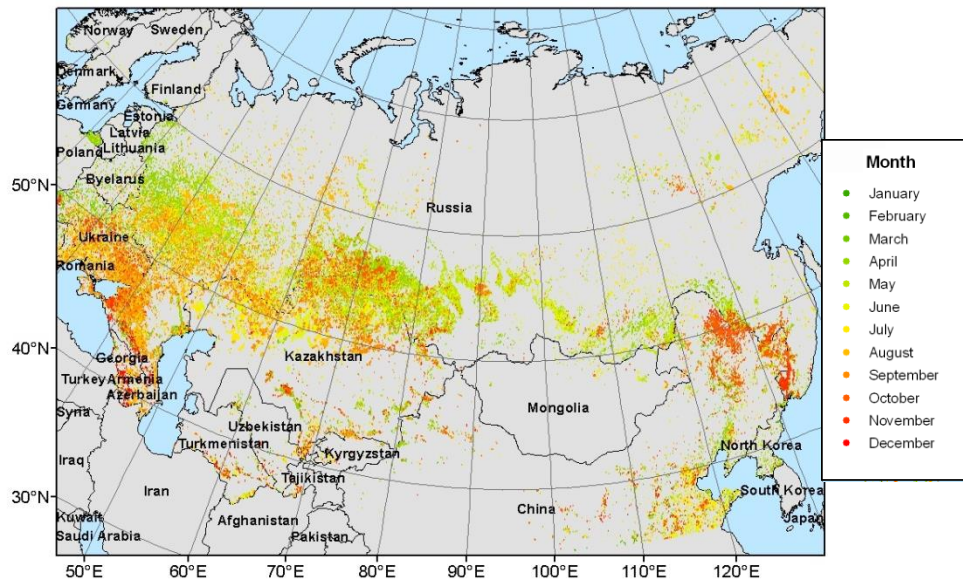 Norway
Sweden
Denmark
Finland
Germany
Estonia
Latvia
Lithuania
Poland
Byelarus
50°N
Russia
Ukraine
Romania
40°N
Georgia
Kazakhstan
Turkey
Armenia
Azerbaijan
Mongolia
Syria
Uzbekistan
Turkmenistan
Kyrgyzstan
North Korea
Iraq
Tajikistan
Iran
South Korea
30°N
China
Kuwait
Afghanistan
Japan
Saudi Arabia
Pakistan
50°E
60°E
70°E
80°E
90°E
100°E
110°E
120°E
Month
January
February
March
April
May
June
July
August
September
October
November
December